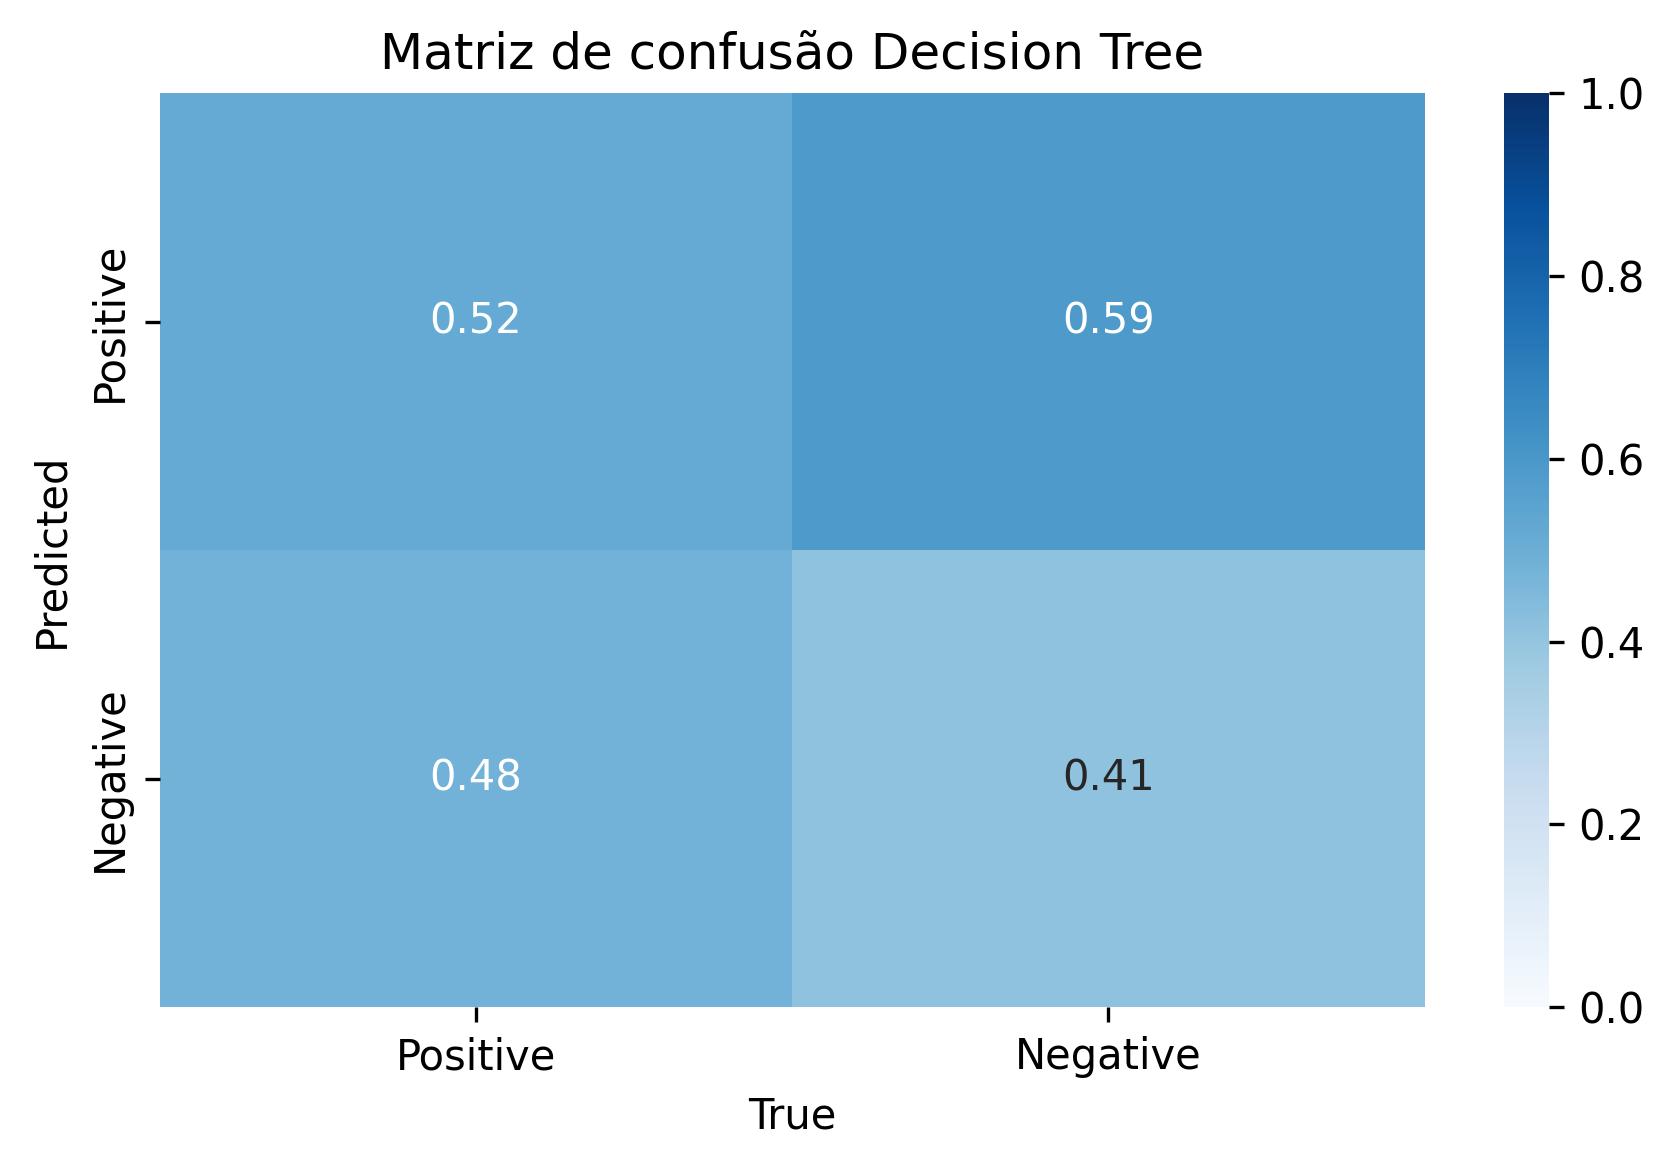 Matriz de confusão Decision Tree
Predicted
Positive
Negative
0.52
0.59
0.48
0.41
Positive
Negative
True
1.0
0.8
0.6
0.4
0.2
0.0